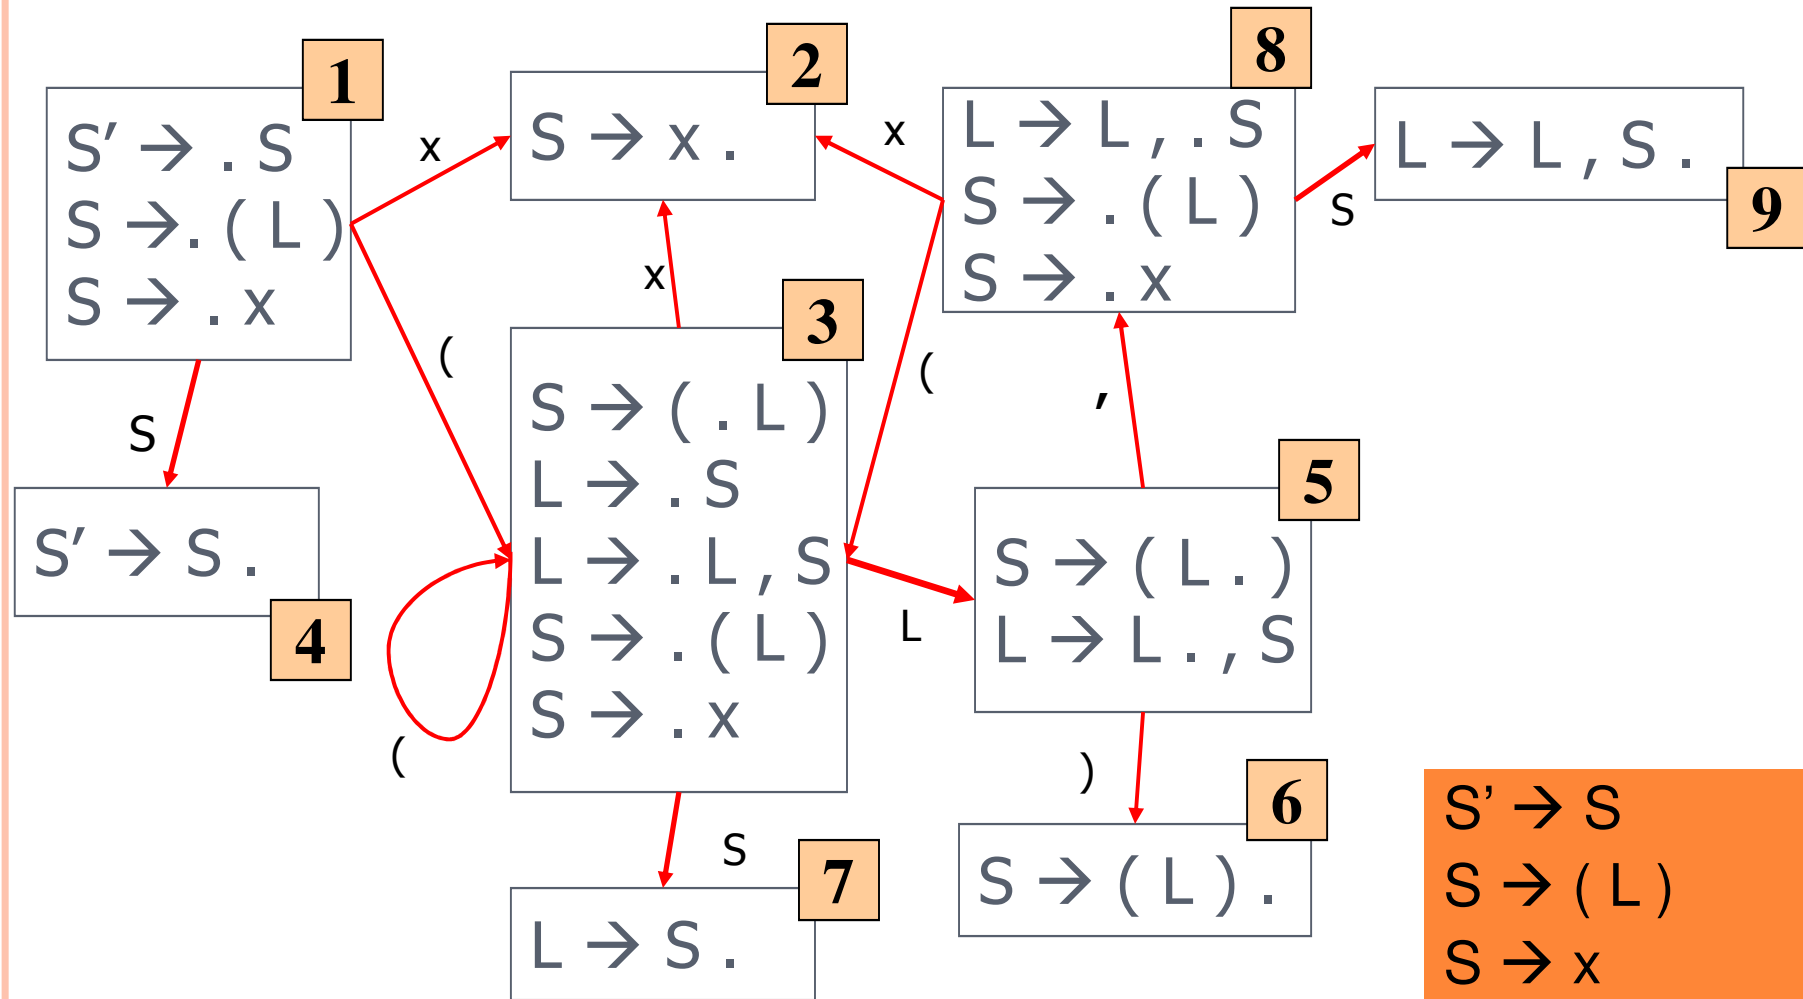 1
S′ → . S
S → . ( L )
S → . x
x
(
S
2
S → x .
x
x
8
L → L , . S
S → . ( L )
S → . x
S
(
L → L , S .
9
3
S → ( . L )
L → . S
L → . L , S
S → . ( L )
S → . x
(
L
S
4
S′ → S .
,
5
S → ( L . )
L → L . , S
)
6
S → ( L ) .
7
L → S .
S’ → S
S → ( L )
S → x